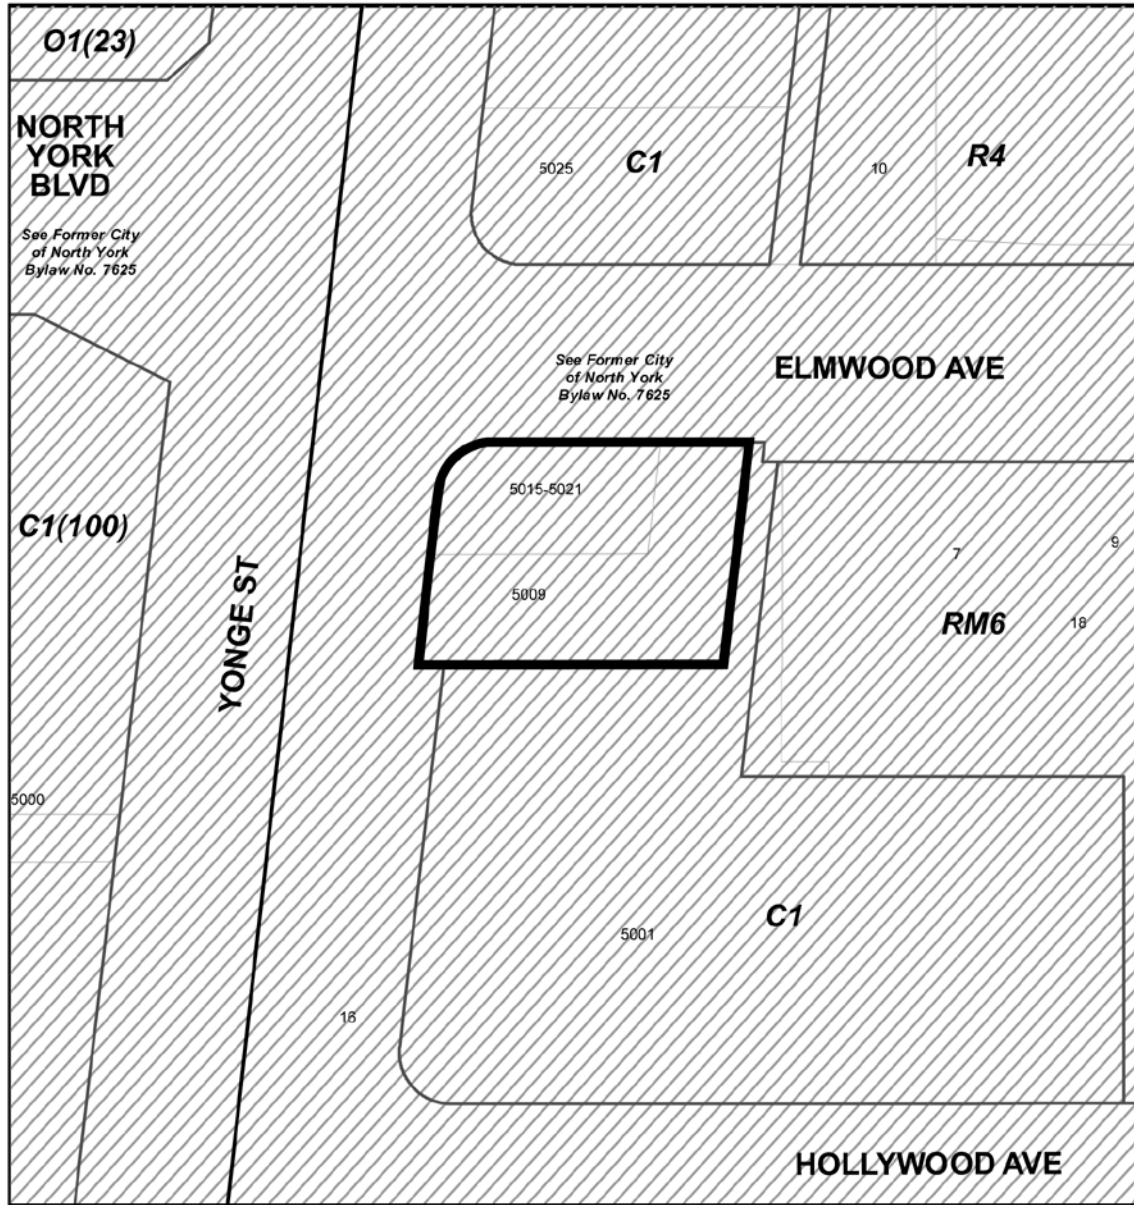 O1(23)
NORTH
YORK
BLVD
See Former City
of North York
Bylaw No. 7625
5025
C1
10
R4
See Former City
of North York
Bylaw No. 7625
ELMWOOD AVE
5015-5021
5009
C1(100)
YONGE ST
7
9
18
RM6
5000
5001
C1
16
HOLLYWOOD AVE